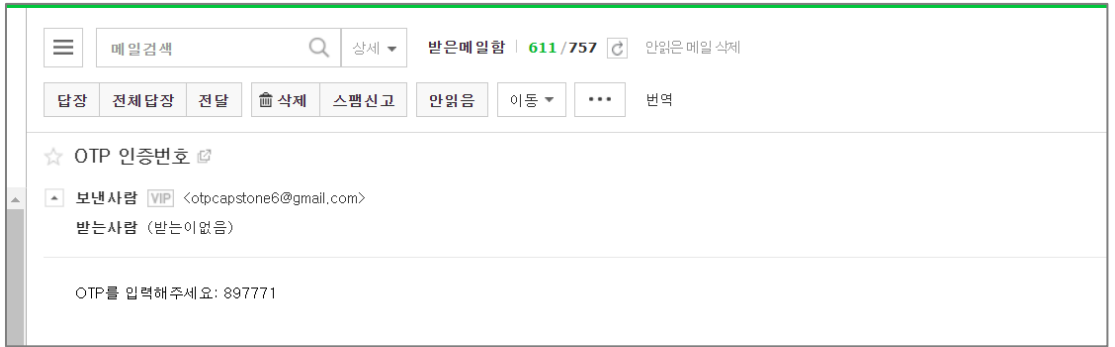 메일검색 상세 받은메일함 611/757 안읽은 메일 삭제
답장 전체답장 전달 삭제 스팸신고 안읽음 이동 ••• 번역
OTP 인증번호
보낸사람 VIP <otpcapstone6@gmail.com>
받는사람 (받는이없음)
OTP를 입력해주세요: 897771